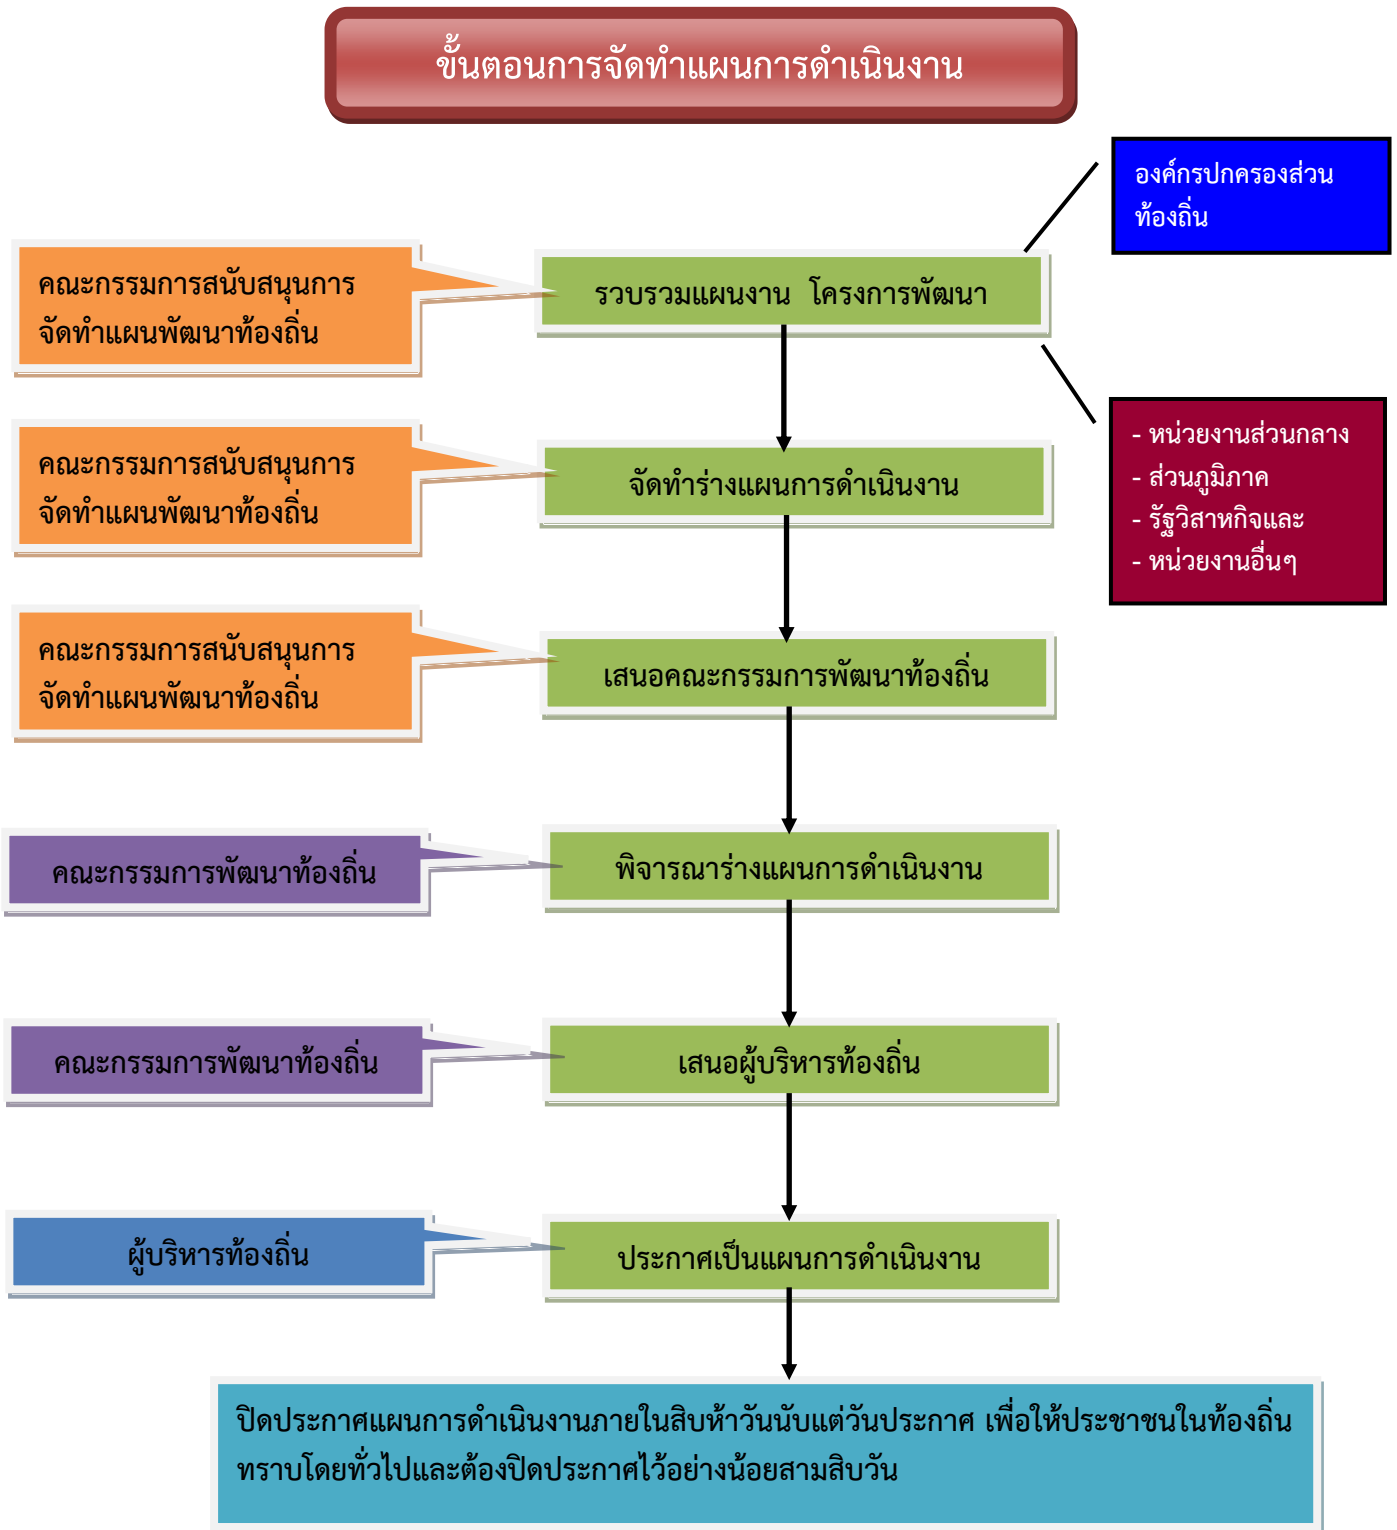 ขั้นตอนการจัดทำแผนการดำเนินงาน
องค์กรปกครองส่วน
ท้องถิ่น
คณะกรรมการสนับสนุนการ
จัดทำแผนพัฒนาท้องถิ่น
รวบรวมแผนงาน โครงการพัฒนา
- หน่วยงานส่วนกลาง
- ส่วนภูมิภาค
- รัฐวิสาหกิจและ
- หน่วยงานอื่นๆ
คณะกรรมการสนับสนุนการ
จัดทำแผนพัฒนาท้องถิ่น
จัดทำร่างแผนการดำเนินงาน
คณะกรรมการสนับสนุนการ
จัดทำแผนพัฒนาท้องถิ่น
เสนอคณะกรรมการพัฒนาท้องถิ่น
คณะกรรมการพัฒนาท้องถิ่น
พิจารณาร่างแผนการดำเนินงาน
คณะกรรมการพัฒนาท้องถิ่น
เสนอผู้บริหารท้องถิ่น
ผู้บริหารท้องถิ่น
ประกาศเป็นแผนการดำเนินงาน
ปิดประกาศแผนการดำเนินงานภายในสิบห้าวันนับแต่วันประกาศ เพื่อให้ประชาชนในท้องถิ่น
ทราบโดยทั่วไปและต้องปิดประกาศไว้อย่างน้อยสามสิบวัน